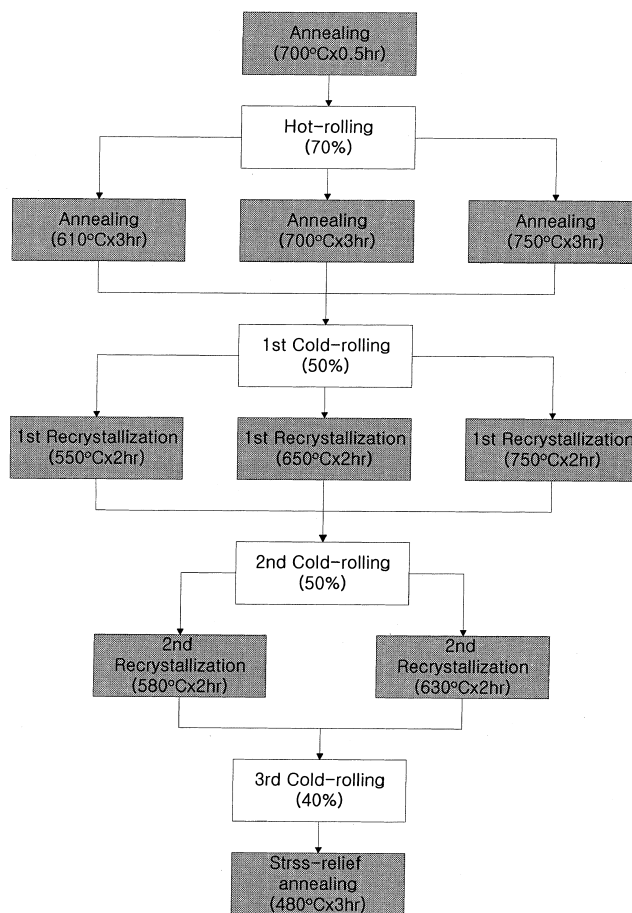 Annealing
(700°Cx0.5hr)
Hot-rolling
(70%)
Annealing
(610°Cx3hr)
Annealing
(700°Cx3hr)
Annealing
(750°Cx3hr)
1st Cold-rolling
(50%)
1st Recrystallization
(550°Cx2hr)
1st Recrystallization
(650°Cx2hr)
1st Recrystallization
(750°Cx2hr)
2nd Cold-rolling
(50%)
2nd
Recrystallization
(580°Cx2hr)
2nd
Recrystallization
(630°Cx2hr)
3rd Cold-rolling
(40%)
Strss-relief
annealing
(480°Cx3hr)